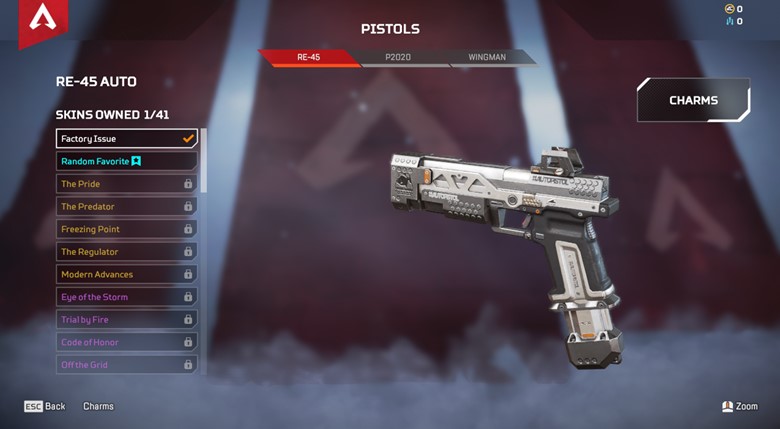 0
0
PISTOLS
RE-45 P2020 WINGMAN
RE-45 AUTO
SKINS OWNED 1/41
CHARMS
Factory Issue
Random Favorite
The Pride
The Predator
Freezing Point
The Regulator
Modern Advances
Eye of the Storm
Trial by Fire
Code of Honor
Off the Grid
AUTOPISTOL
AUTOPISTOL
ESC Back Charms
Zoom